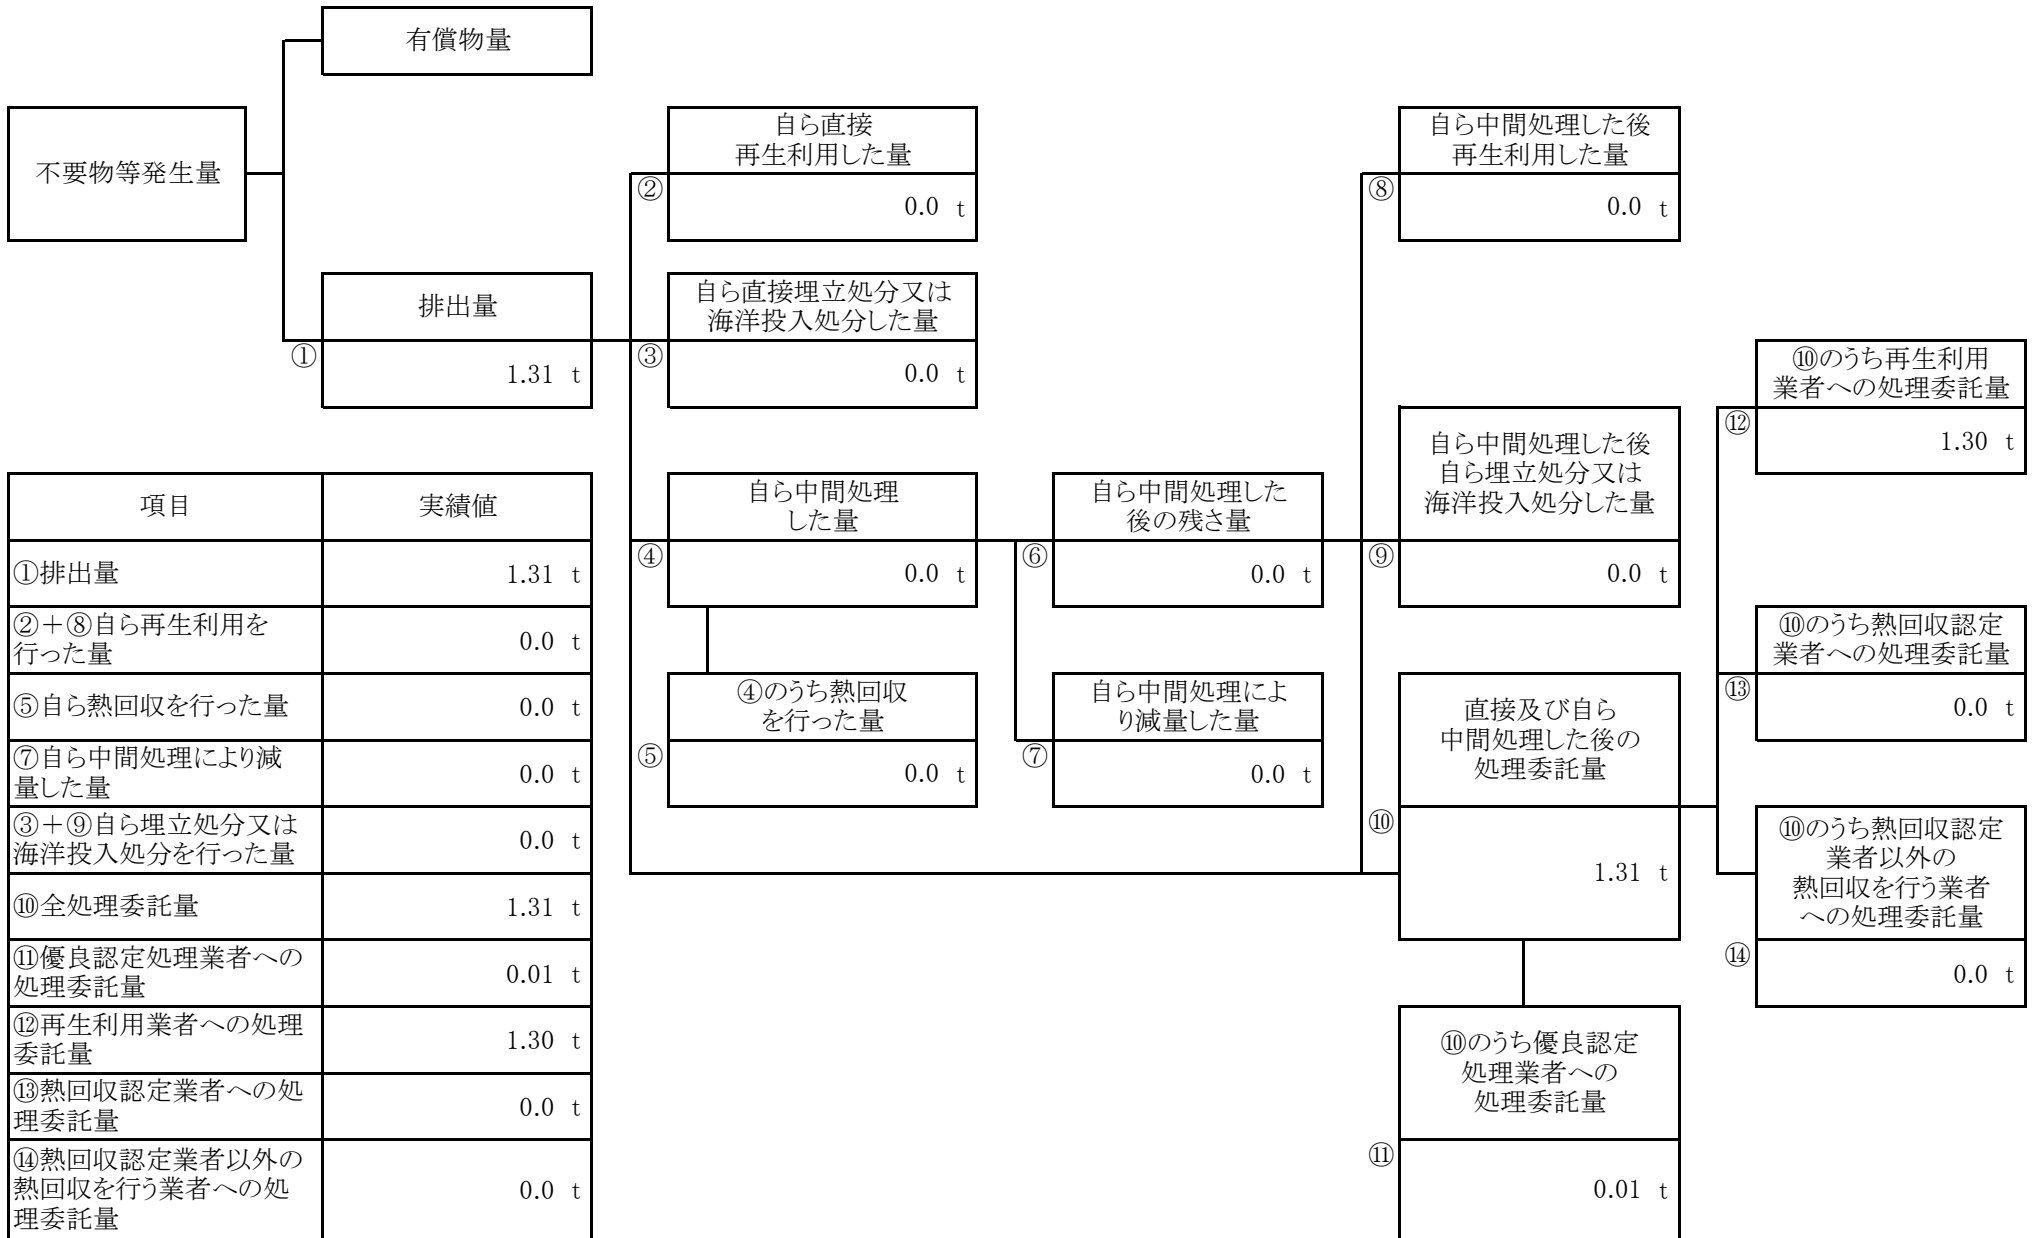 有償物量
不要物等発生量
自ら直接
再生利用した量
②
0.0 t
自ら中間処理した後
再生利用した量
⑧
0.0 t
排出量
①
1.31 t
自ら直接埋立処分又は
海洋投入処分した量
③
0.0 t
⑩のうち再生利用
業者への処理委託量
⑫
1.30 t
自ら中間処理
した量
④
0.0 t
自ら中間処理した
後の残さ量
⑥
0.0 t
自ら中間処理した後
自ら埋立処分又は
海洋投入処分した量
⑨
0.0 t
⑩のうち熱回収認定
業者への処理委託量
⑬
0.0 t
④のうち熱回収
を行った量
⑤
0.0 t
自ら中間処理によ
り減量した量
⑦
0.0 t
直接及び自ら
中間処理した後の
処理委託量
⑩
1.31 t
⑩のうち熱回収認定
業者以外の
熱回収を行う業者
への処理委託量
⑭
0.0 t
⑩のうち優良認定
処理業者への
処理委託量
⑪
0.01 t
項目 実績値
①排出量 1.31 t
②＋⑧自ら再生利用を
行った量
0.0 t
⑤自ら熱回収を行った量 0.0 t
⑦自ら中間処理により減
量した量
0.0 t
③＋⑨自ら埋立処分又は
海洋投入処分を行った量
0.0 t
⑩全処理委託量 1.31 t
⑪優良認定処理業者への
処理委託量
0.01 t
⑫再生利用業者への処理
委託量
1.30 t
⑬熱回収認定業者への処
理委託量
0.0 t
⑭熱回収認定業者以外の
熱回収を行う業者への処
理委託量
0.0 t